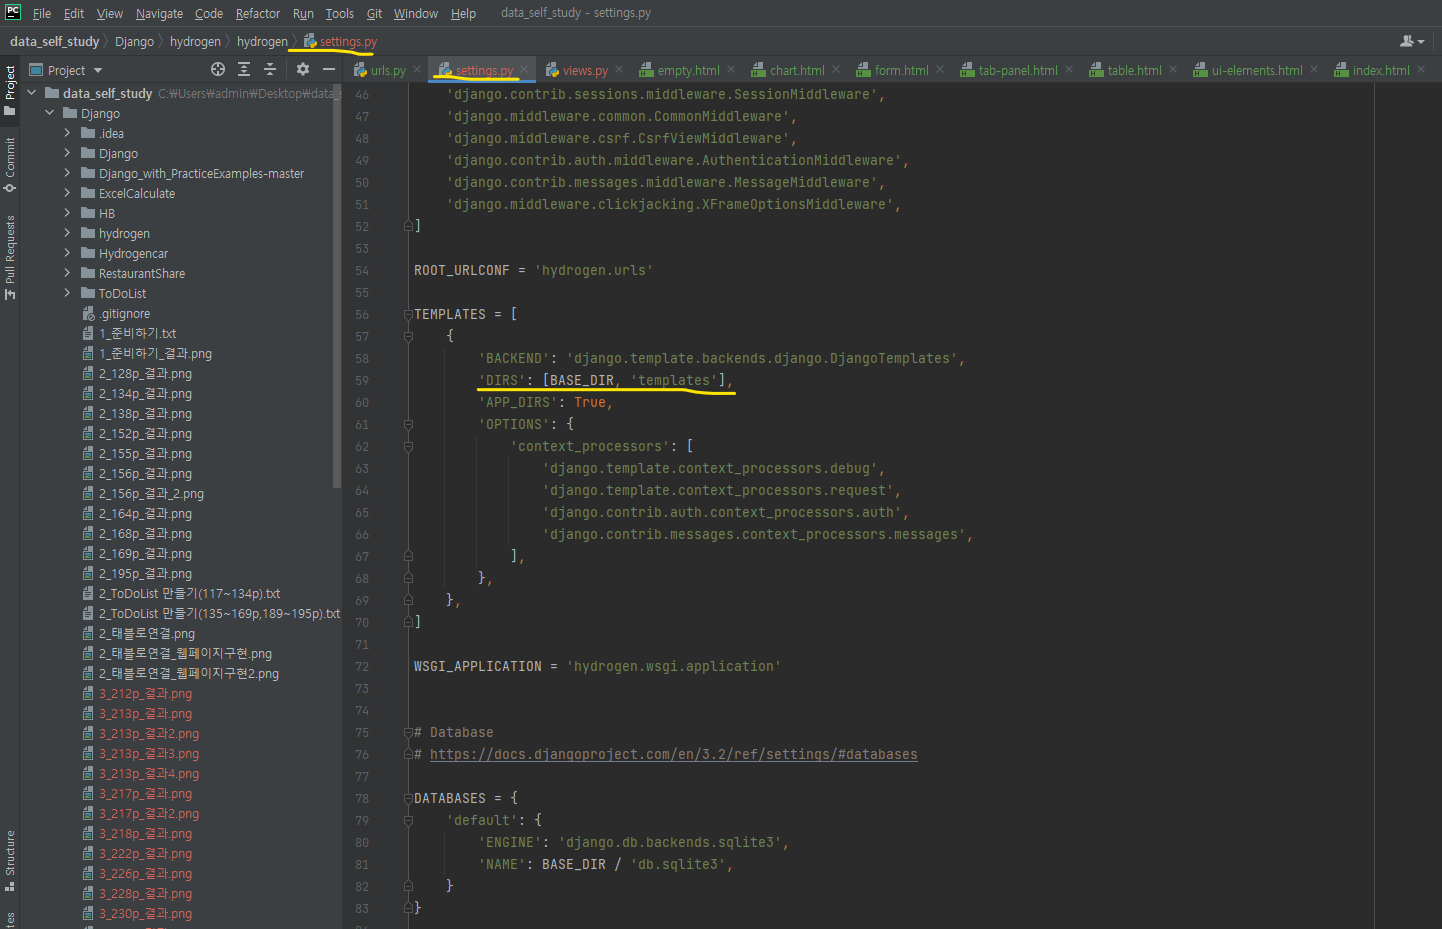 PC File Edit View Navigate Code Refactor Run Tools Git Window Help data_self_study - settings.py
data_self_study Django hydrogen hydrogen settings.py
Project urls.py settings.py views.py empty.html chart.html form.html tab-panel.html table.html ui-elements.html index.html
Project
Commit
Pull Requests
Structure
data_self_study C:₩Users₩admin₩Desktop₩data_s
Django
.idea
Django
Django_with_PracticeExamples-master
ExcelCalculate
HB
hydrogen
Hydrogencar
RestaurantShare
ToDoList
.gitignore
1_준비하기.txt
1_준비하기_결과.png
2_128p_결과.png
2_134p_결과.png
2_138p_결과.png
2_152p_결과.png
2_155p_결과.png
2_156p_결과.png
2_156p_결과_2.png
2_164p_결과.png
2_168p_결과.png
2_169p_결과.png
2_195p_결과.png
2_ToDoList 만들기(117~134p).txt
2_ToDoList 만들기(135~169p,189~195p).txt
2_태블로연결.png
2_태블로연결_웹페이지구현.png
2_태블로연결_웹페이지구현2.png
3_212p_결과.png
3_213p_결과.png
3_213p_결과2.png
3_213p_결과3.png
3_213p_결과4.png
3_217p_결과.png
3_217p_결과2.png
3_218p_결과.png
3_222p_결과.png
3_226p_결과.png
3_228p_결과.png
3_230p_결과.png
46 'django.contrib.sessions.middleware.SessionMiddleware',
47 'django.middleware.common.CommonMiddleware',
48 'django.middleware.csrf.CsrfViewMiddleware',
49 'django.contrib.auth.middleware.AuthenticationMiddleware',
50 'django.contrib.messages.middleware.MessageMiddleware',
51 'django.middleware.clickjacking.XFrameOptionsMiddleware',
52 ]
53
54 ROOT_URLCONF = 'hydrogen.urls'
55
56 TEMPLATES = [
57 {
58 'BACKEND': 'django.template.backends.django.DjangoTemplates',
59 'DIRS': [BASE_DIR, 'templates'],
60 'APP_DIRS': True,
61 'OPTIONS': {
62 'context_processors': [
63 'django.template.context_processors.debug',
64 'django.template.context_processors.request',
65 'django.contrib.auth.context_processors.auth',
66 'django.contrib.messages.context_processors.messages',
67 ],
68 },
69 },
70 ]
71
72 WSGI_APPLICATION = 'hydrogen.wsgi.application'
73
74
75 # Database
76 # https://docs.djangoproject.com/en/3.2/ref/settings/#databases
77
78 DATABASES = {
79 'default': {
80 'ENGINE': 'django.db.backends.sqlite3',
81 'NAME': BASE_DIR / 'db.sqlite3',
82 }
83 }